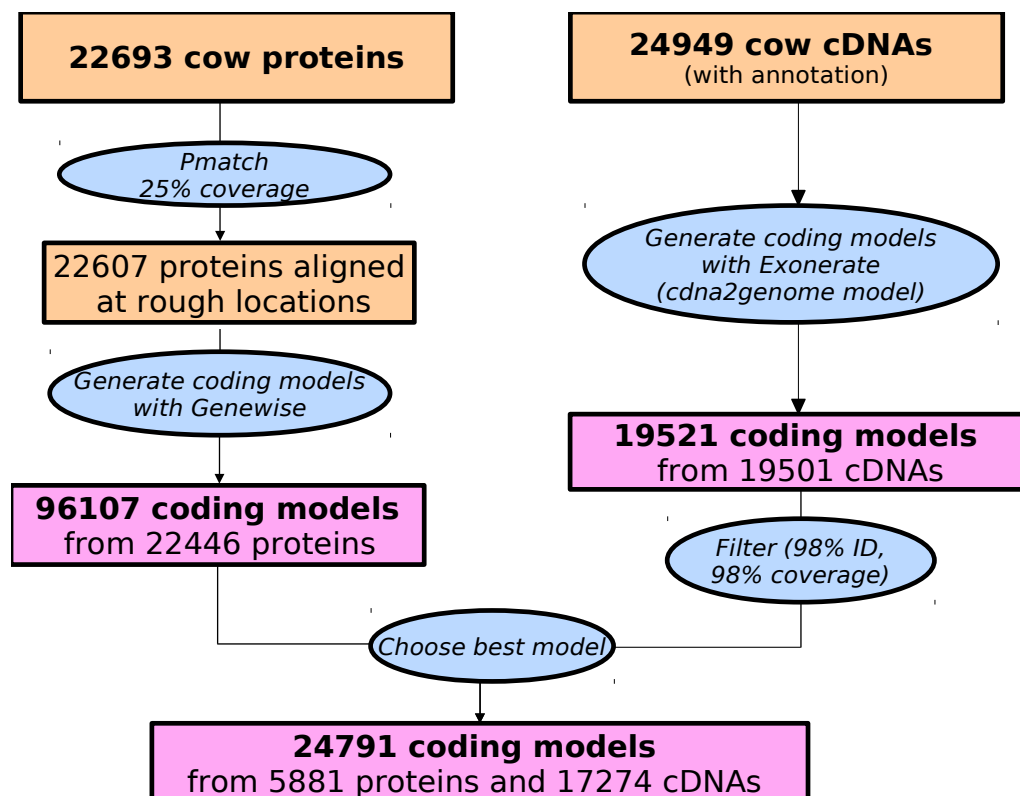 22693 cow proteins
Pmatch
25% coverage
22607 proteins aligned
at rough locations
Generate coding models
with Genewise
96107 coding models
from 22446 proteins
24949 cow cDNAs
(with annotation)
Generate coding models
with Exonerate
(cdna2genome model)
19521 coding models
from 19501 cDNAs
Filter (98% ID,
98% coverage)
Choose best model
24791 coding models
from 5881 proteins and 17274 cDNAs